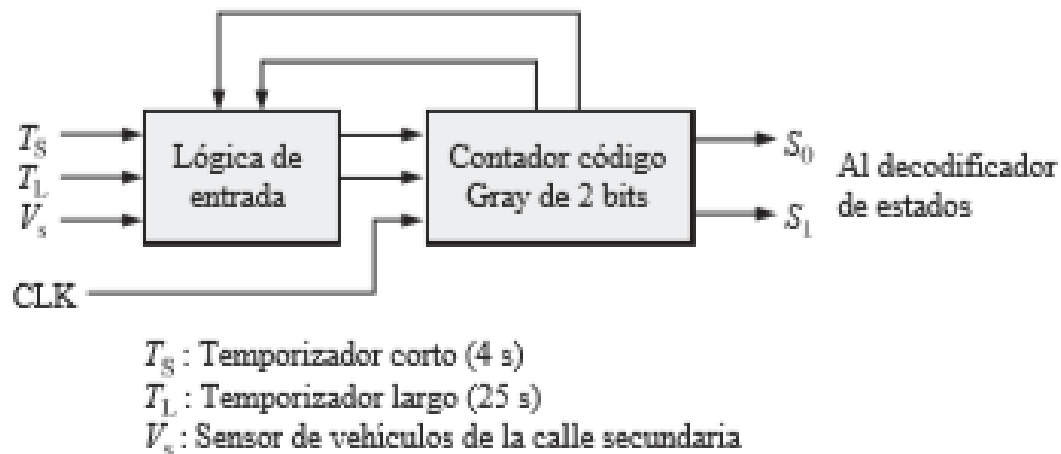 T_S
T_L
V_s
CLK
Lógica de
entrada
Contador código
Gray de 2 bits
S_0
S_1
Al decodificador
de estados
T_S : Temporizador corto (4 s)
T_L : Temporizador largo (25 s)
V_s : Sensor de vehículos de la calle secundaria